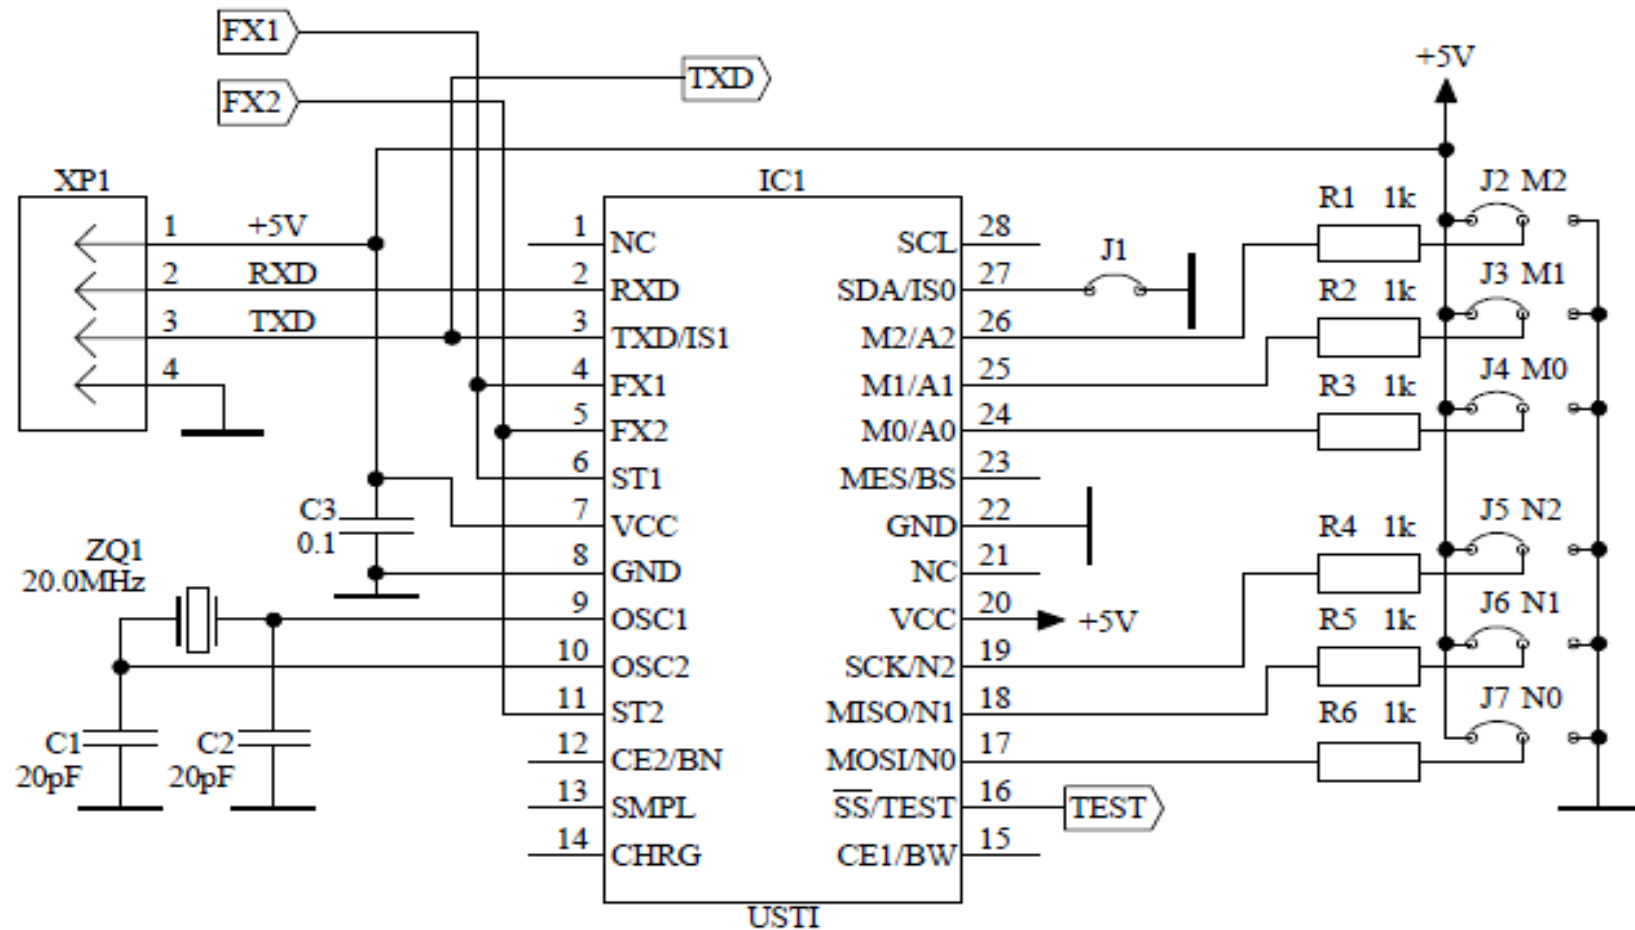 FX1
TXD
FX2
+5V
XP1
IC1
1 +5V
2 RXD
3 TXD
4
1 NC
2 RXD
3 TXD/IS1
4 FX1
5 FX2
6 ST1
7 VCC
8 GND
9 OSC1
10 OSC2
11 ST2
12 CE2/BN
13 SMPL
14 CHRG
SCL 28
SDA/IS0 27
M2/A2 26
M1/A1 25
M0/A0 24
MES/BS 23
GND 22
NC 21
VCC 20
+5V
SCK/N2 19
MISO/N1 18
MOSI/N0 17
SS/TEST 16
TEST
CE1/BW 15
USTI
J1
R1 1k
J2 M2
R2 1k
J3 M1
R3 1k
J4 M0
R4 1k
J5 N2
R5 1k
J6 N1
R6 1k
J7 N0
C3
0.1
ZQ1
20.0MHz
C1
20pF
C2
20pF